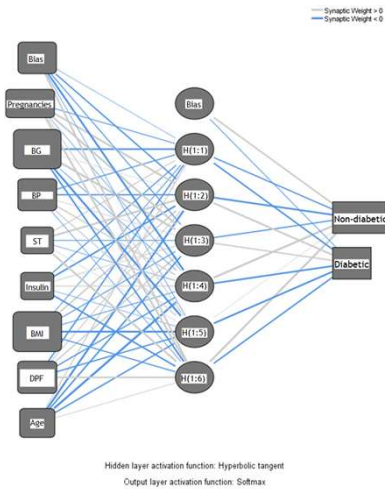 Synaptic Weight > 0
Synaptic Weight < 0
Bias
Pregnancies
BG
BP
ST
Insulin
BMI
DPF
Age
Bias
H(1:1)
H(1:2)
H(1:3)
H(1:4)
H(1:5)
H(1:6)
Non-diabetic
Diabetic
Hidden layer activation function: Hyperbolic tangent
Output layer activation function: Softmax